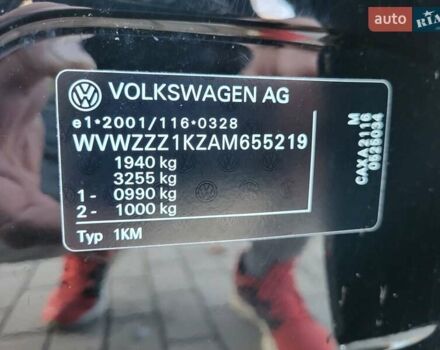 auto RIA
VOLKSWAGEN AG
e1*2001/116*0328
WVWZZZ1KZAM655219
1940 kg
3255 kg
1- 0990 kg
2- 1000 kg
Typ 1KM
M
CAXA2116
0525034